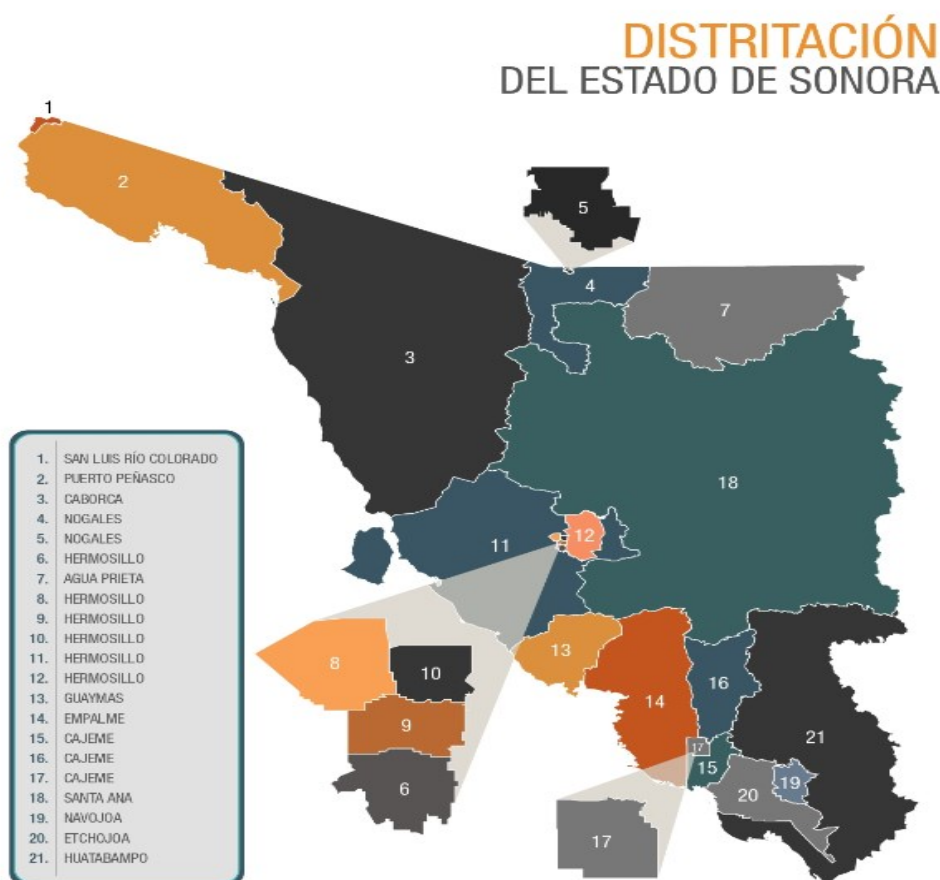 DISTRITACIÓN
DEL ESTADO DE SONORA
1
2
5
4
7
3
18
12
11
13
8
10
14
16
9
17
21
15
19
20
6
17
1. SAN LUIS RÍO COLORADO
2. PUERTO PEÑASCO
3. CABORCA
4. NOGALES
5. NOGALES
6. HERMOSILLO
7. AGUA PRIETA
8. HERMOSILLO
9. HERMOSILLO
10. HERMOSILLO
11. HERMOSILLO
12. HERMOSILLO
13. GUAYMAS
14. EMPALME
15. CAJEME
16. CAJEME
17. CAJEME
18. SANTA ANA
19. NAVOJOA
20. ETCHOJOA
21. HUATABAMPO